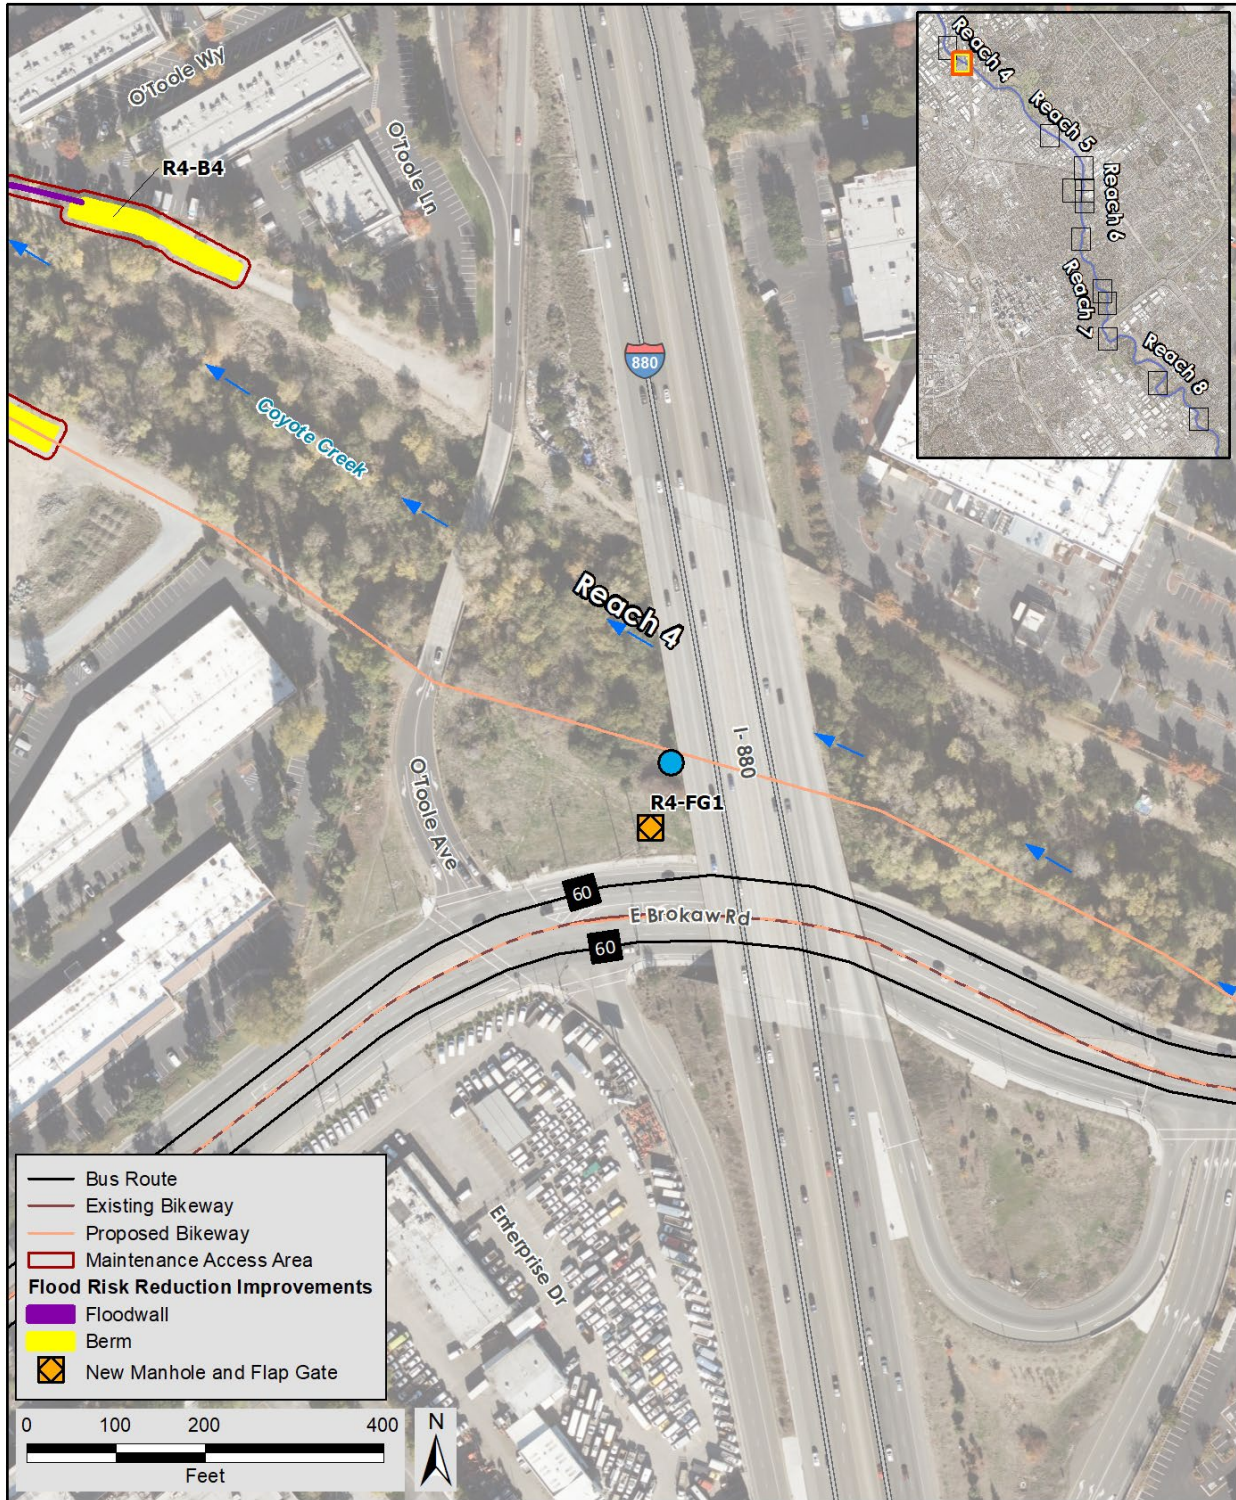 O'Toole Wy
R4-B4
O'Toole Ln
Reach 4
Reach 5
Reach 6
Reach 7
Reach 8
880
Coyote Creek
Reach 4
I- 880
R4-FG1
O'Toole Ave
60
E Brokaw Rd
60
Enterprise Dr
Bus Route
Existing Bikeway
Proposed Bikeway
Maintenance Access Area
Flood Risk Reduction Improvements
Floodwall
Berm
New Manhole and Flap Gate
0 100 200 400
Feet
N